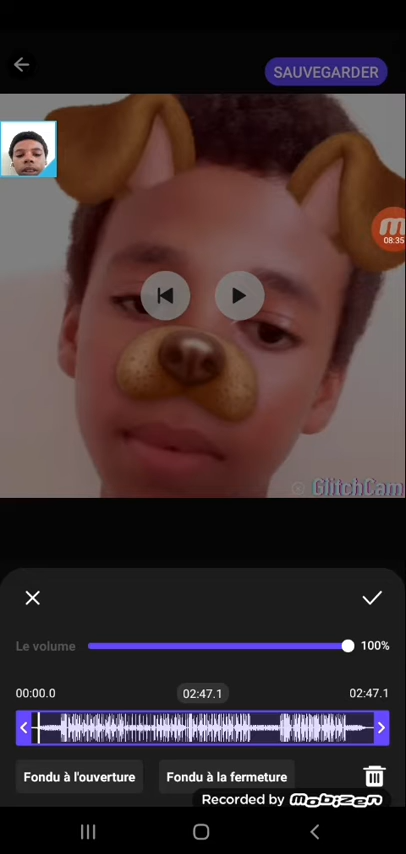 SAUVEGARDER
08:35
GlitchCam
Le volume 100%
00:00.0 02:47.1 02:47.1
Fondu à l'ouverture Fondu à la fermeture
Recorded by mobizen